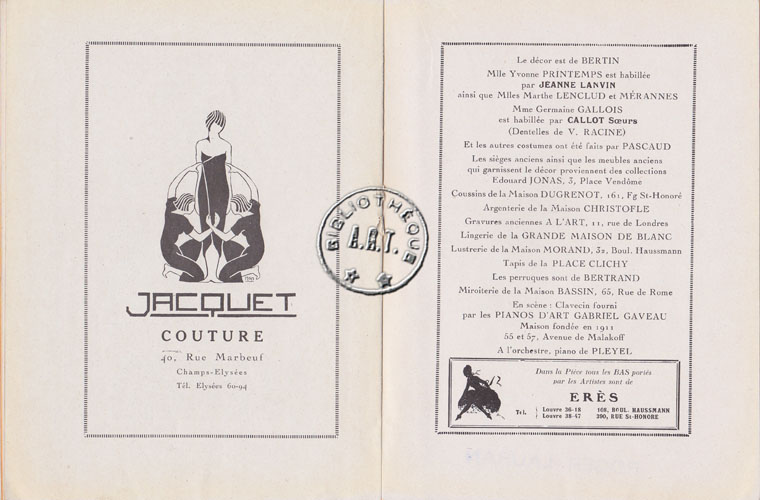 JACQUET
COUTURE
40, Rue Marbeuf
Champs-Elysées
Tél. Elysées 60-94
BIBLIOTHÈQUE
A.R.T.
Le décor est de BERTIN
Mlle Yvonne PRINTEMPS est habillée
par JEANNE LANVIN
ainsi que Mlles Marthe LENCLUD et MÉRANNES
Mme Germaine GALLOIS
est habillée par CALLOT Sœurs
(Dentelles de V. RACINE)
Et les autres costumes ont été faits par PASCAUD
Les sièges anciens ainsi que les meubles anciens
qui garnissent le décor proviennent des collections
Edouard JONAS, 3, Place Vendôme
Coussins de la Maison DUGRENOT, 161, Fg St-Honoré
Argenterie de la Maison CHRISTOFLE
Gravures anciennes A L'ART, 11, rue de Londres
Lingerie de la GRANDE MAISON DE BLANC
Lustrerie de la Maison MORAND, 32, Boul. Haussmann
Tapis de la PLACE CLICHY
Les perruques sont de BERTRAND
Miroiterie de la Maison BASSIN, 65, Rue de Rome
En scène : Clavecin fourni
par les PIANOS D'ART GABRIEL GAVEAU
Maison fondée en 1911
55 et 57, Avenue de Malakoff
A l'orchestre, piano de PLEYEL
Dans la Pièce tous les BAS portés
par les Artistes sont de
ERÈS
Tel. Louvre 36-18 168, BOUL. HAUSSMANN
Louvre 38-47 390, RUE St-HONORE